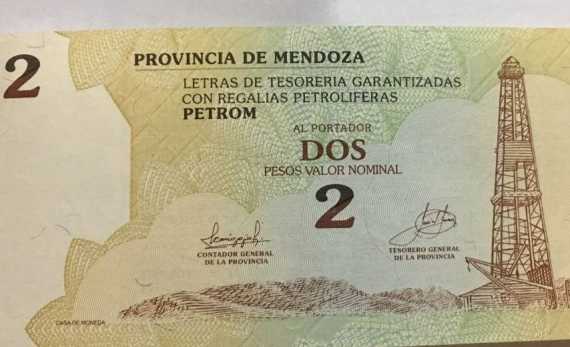 2
PROVINCIA DE MENDOZA
LETRAS DE TESORERIA GARANTIZADAS
CON REGALIAS PETROLIFERAS
PETROM
AL PORTADOR
DOS
PESOS VALOR NOMINAL
2
CONTADOR GENERAL
DE LA PROVINCIA
TESORERO GENERAL
DE LA PROVINCIA
CASA DE MONEDA